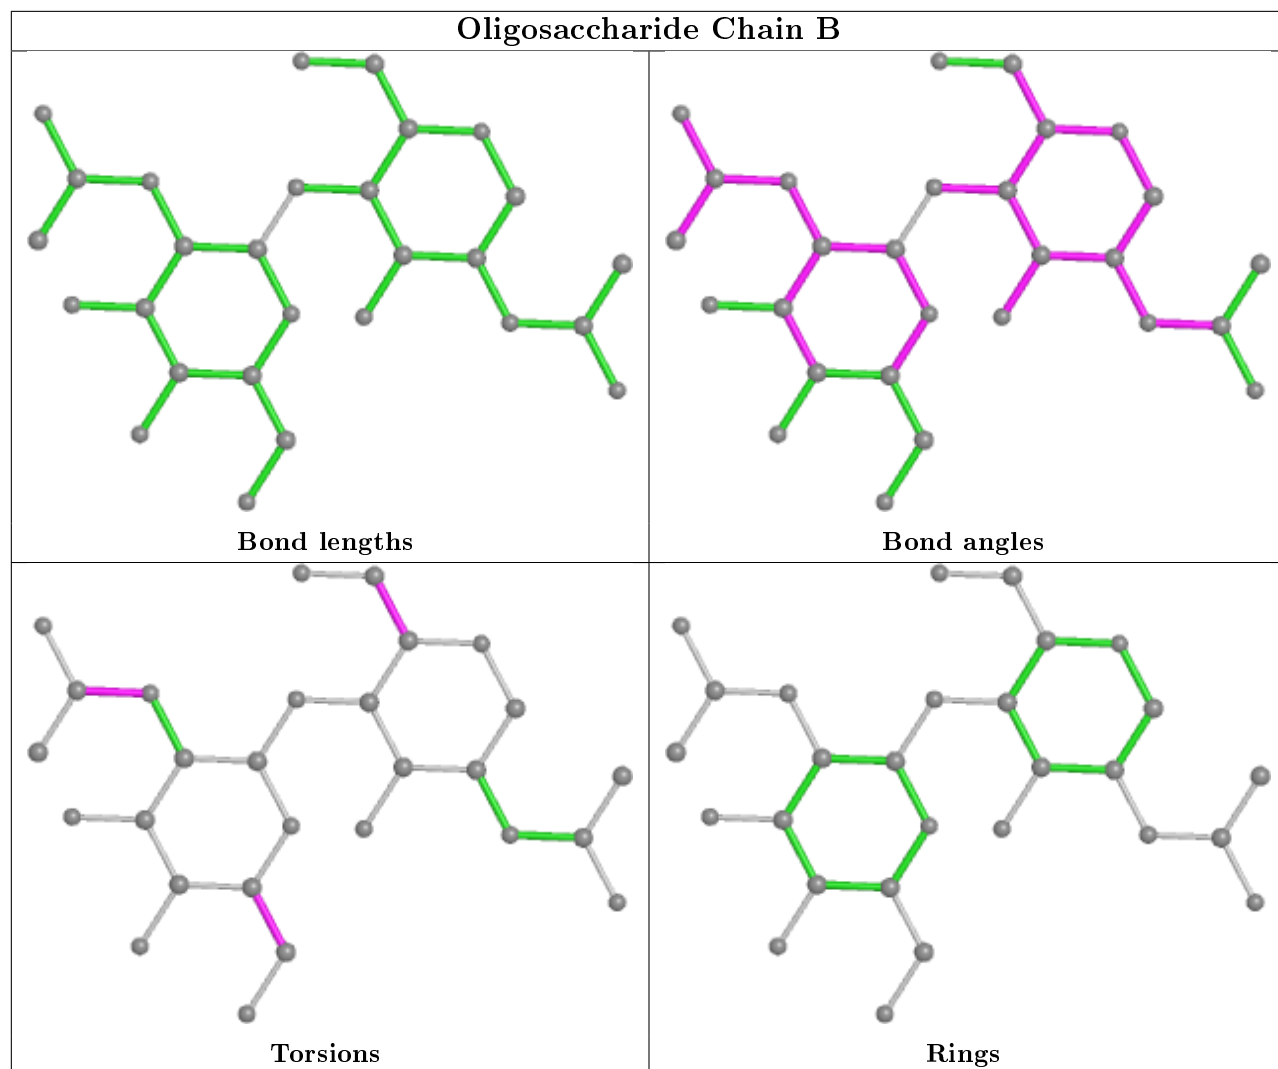 Oligosaccharide Chain B
Bond lengths
Bond angles
Torsions
Rings